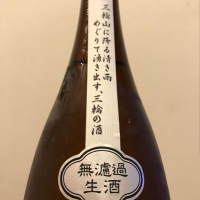 三輪山に降る清き雨
めぐりて湧き出す、三輪の酒
無濾過
生酒